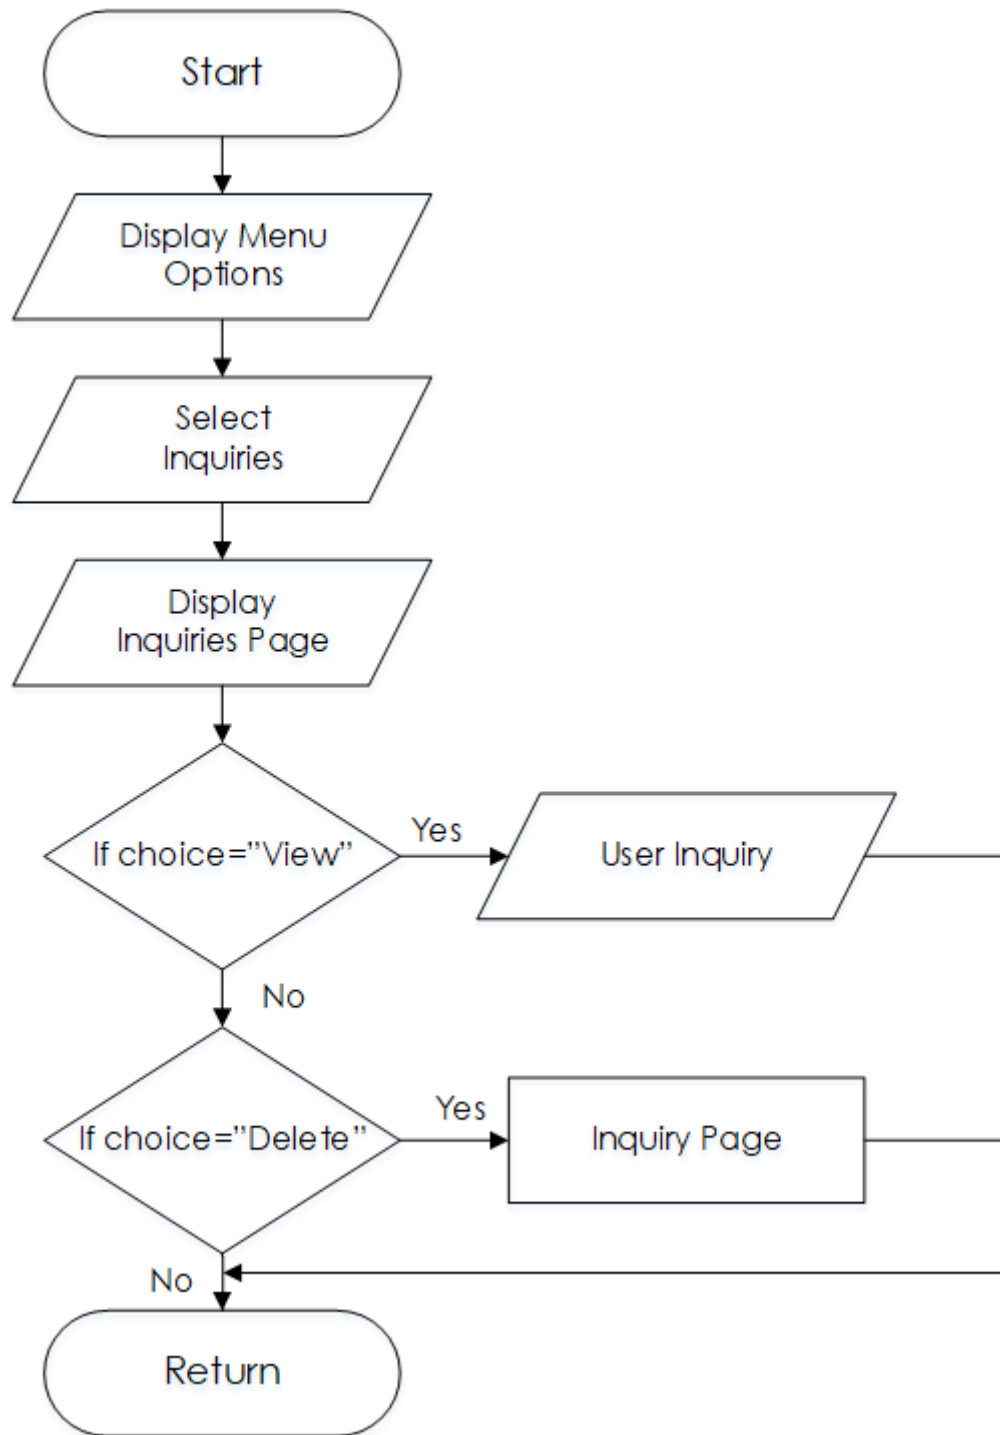 Start
Display Menu
Options
Select
Inquiries
Display
Inquiries Page
If choice=”View”
Yes
User Inquiry
No
If choice=”Delete”
Yes
Inquiry Page
No
Return